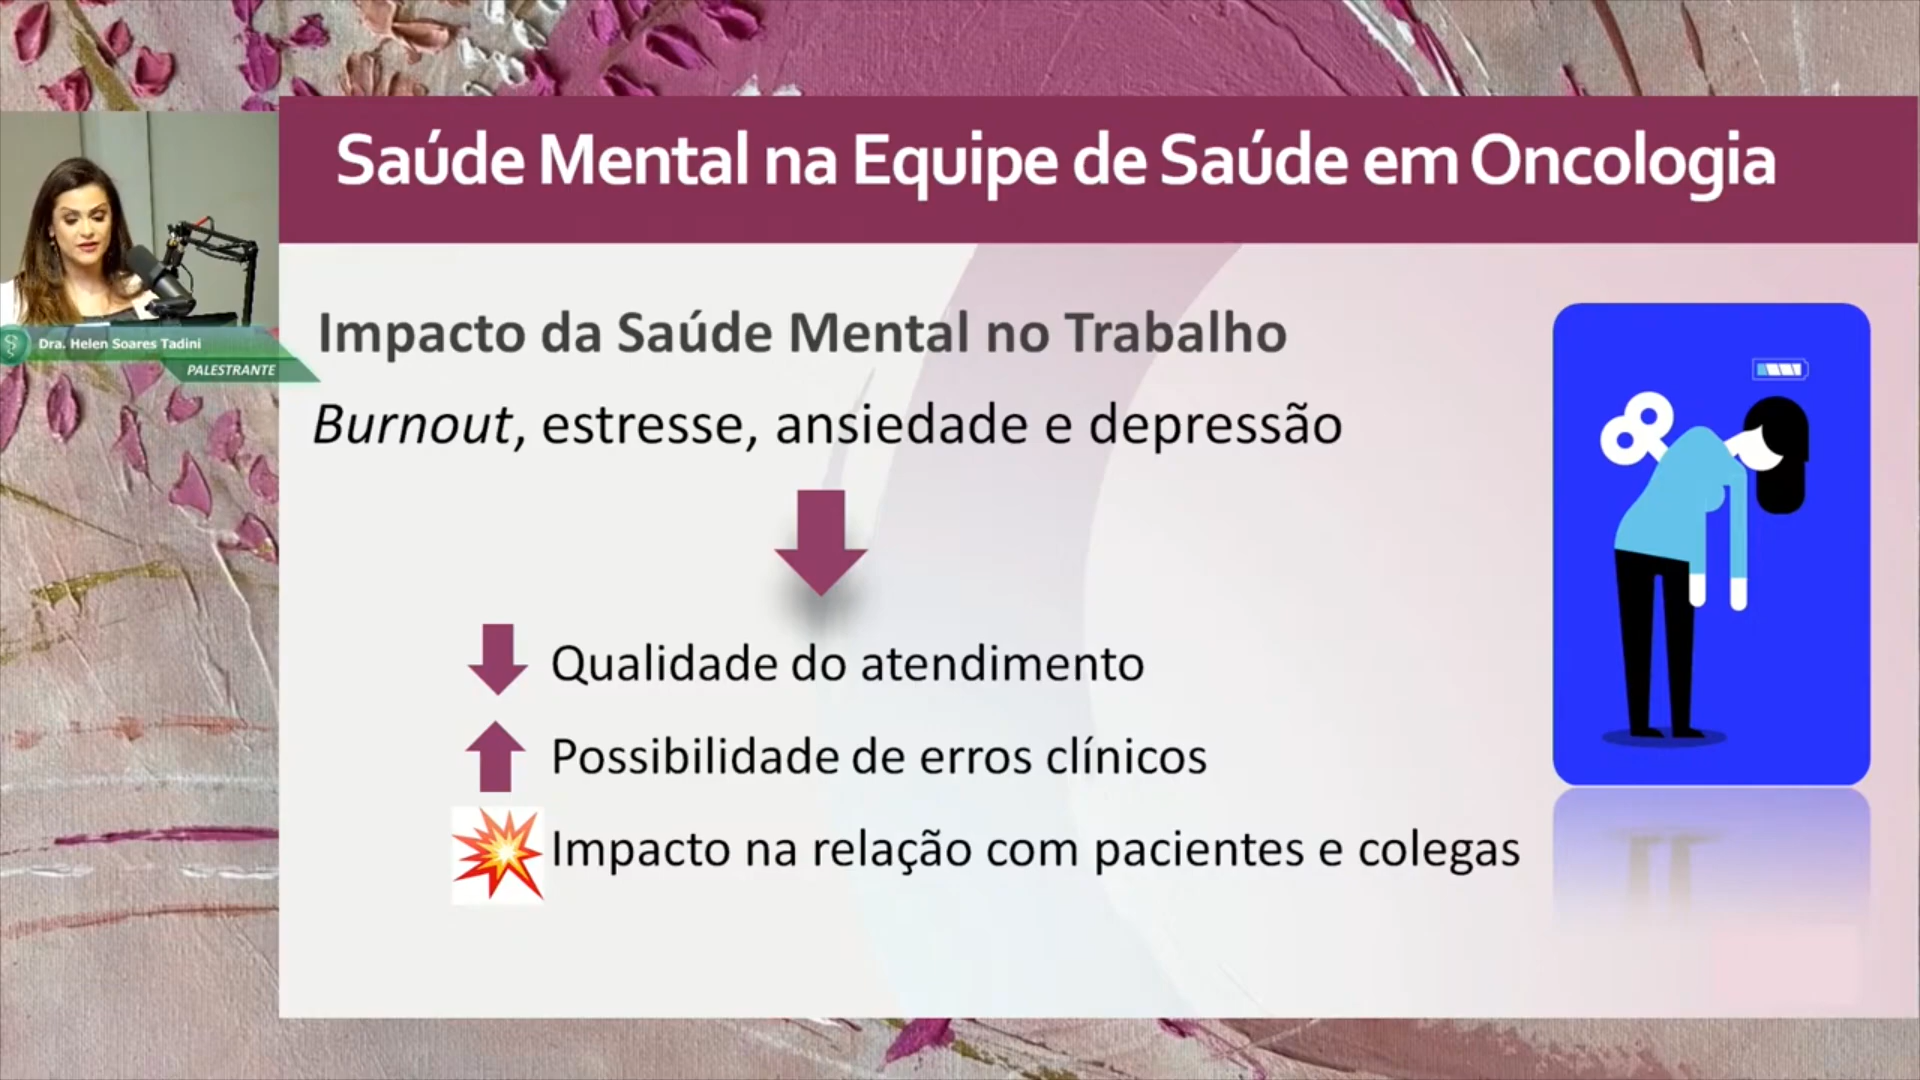 Saúde Mental na Equipe de Saúde em Oncologia
Dra. Helen Soares Tadini
PALESTRANTE
Impacto da Saúde Mental no Trabalho
Burnout, estresse, ansiedade e depressão
Qualidade do atendimento
Possibilidade de erros clínicos
Impacto na relação com pacientes e colegas